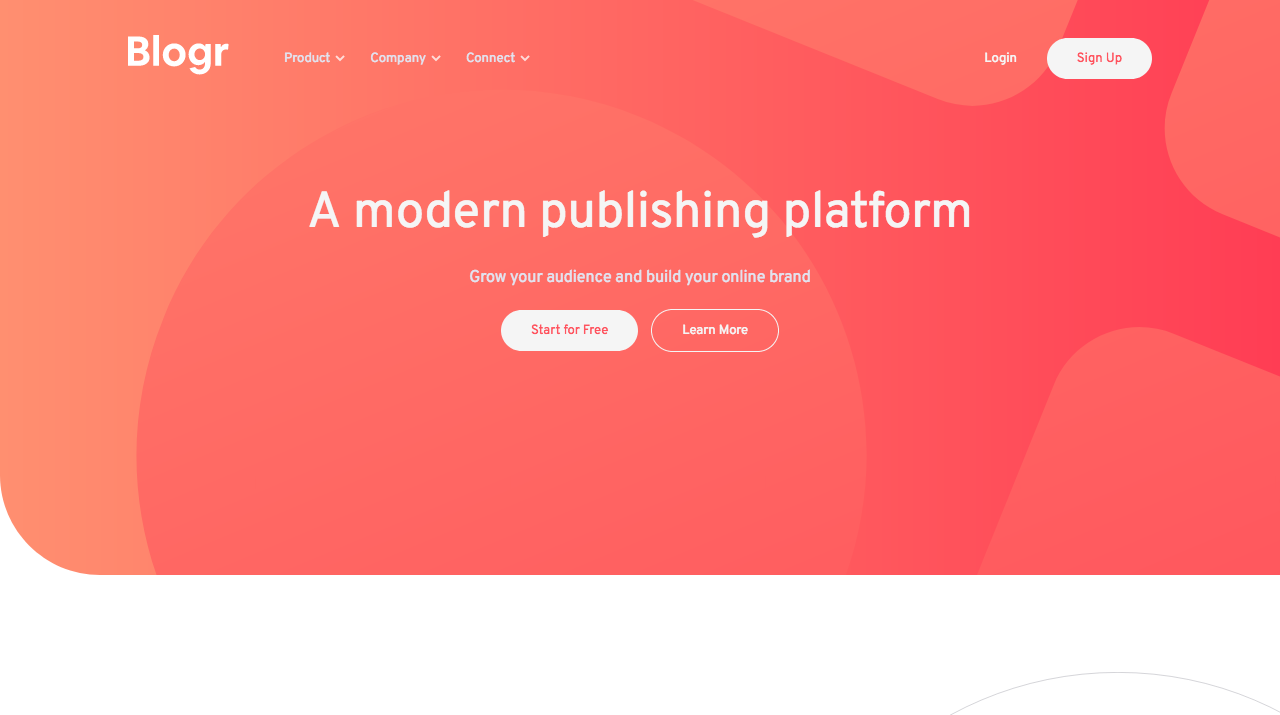 Blogr Product Company Connect Login Sign Up
A modern publishing platform
Grow your audience and build your online brand
Start for Free Learn More